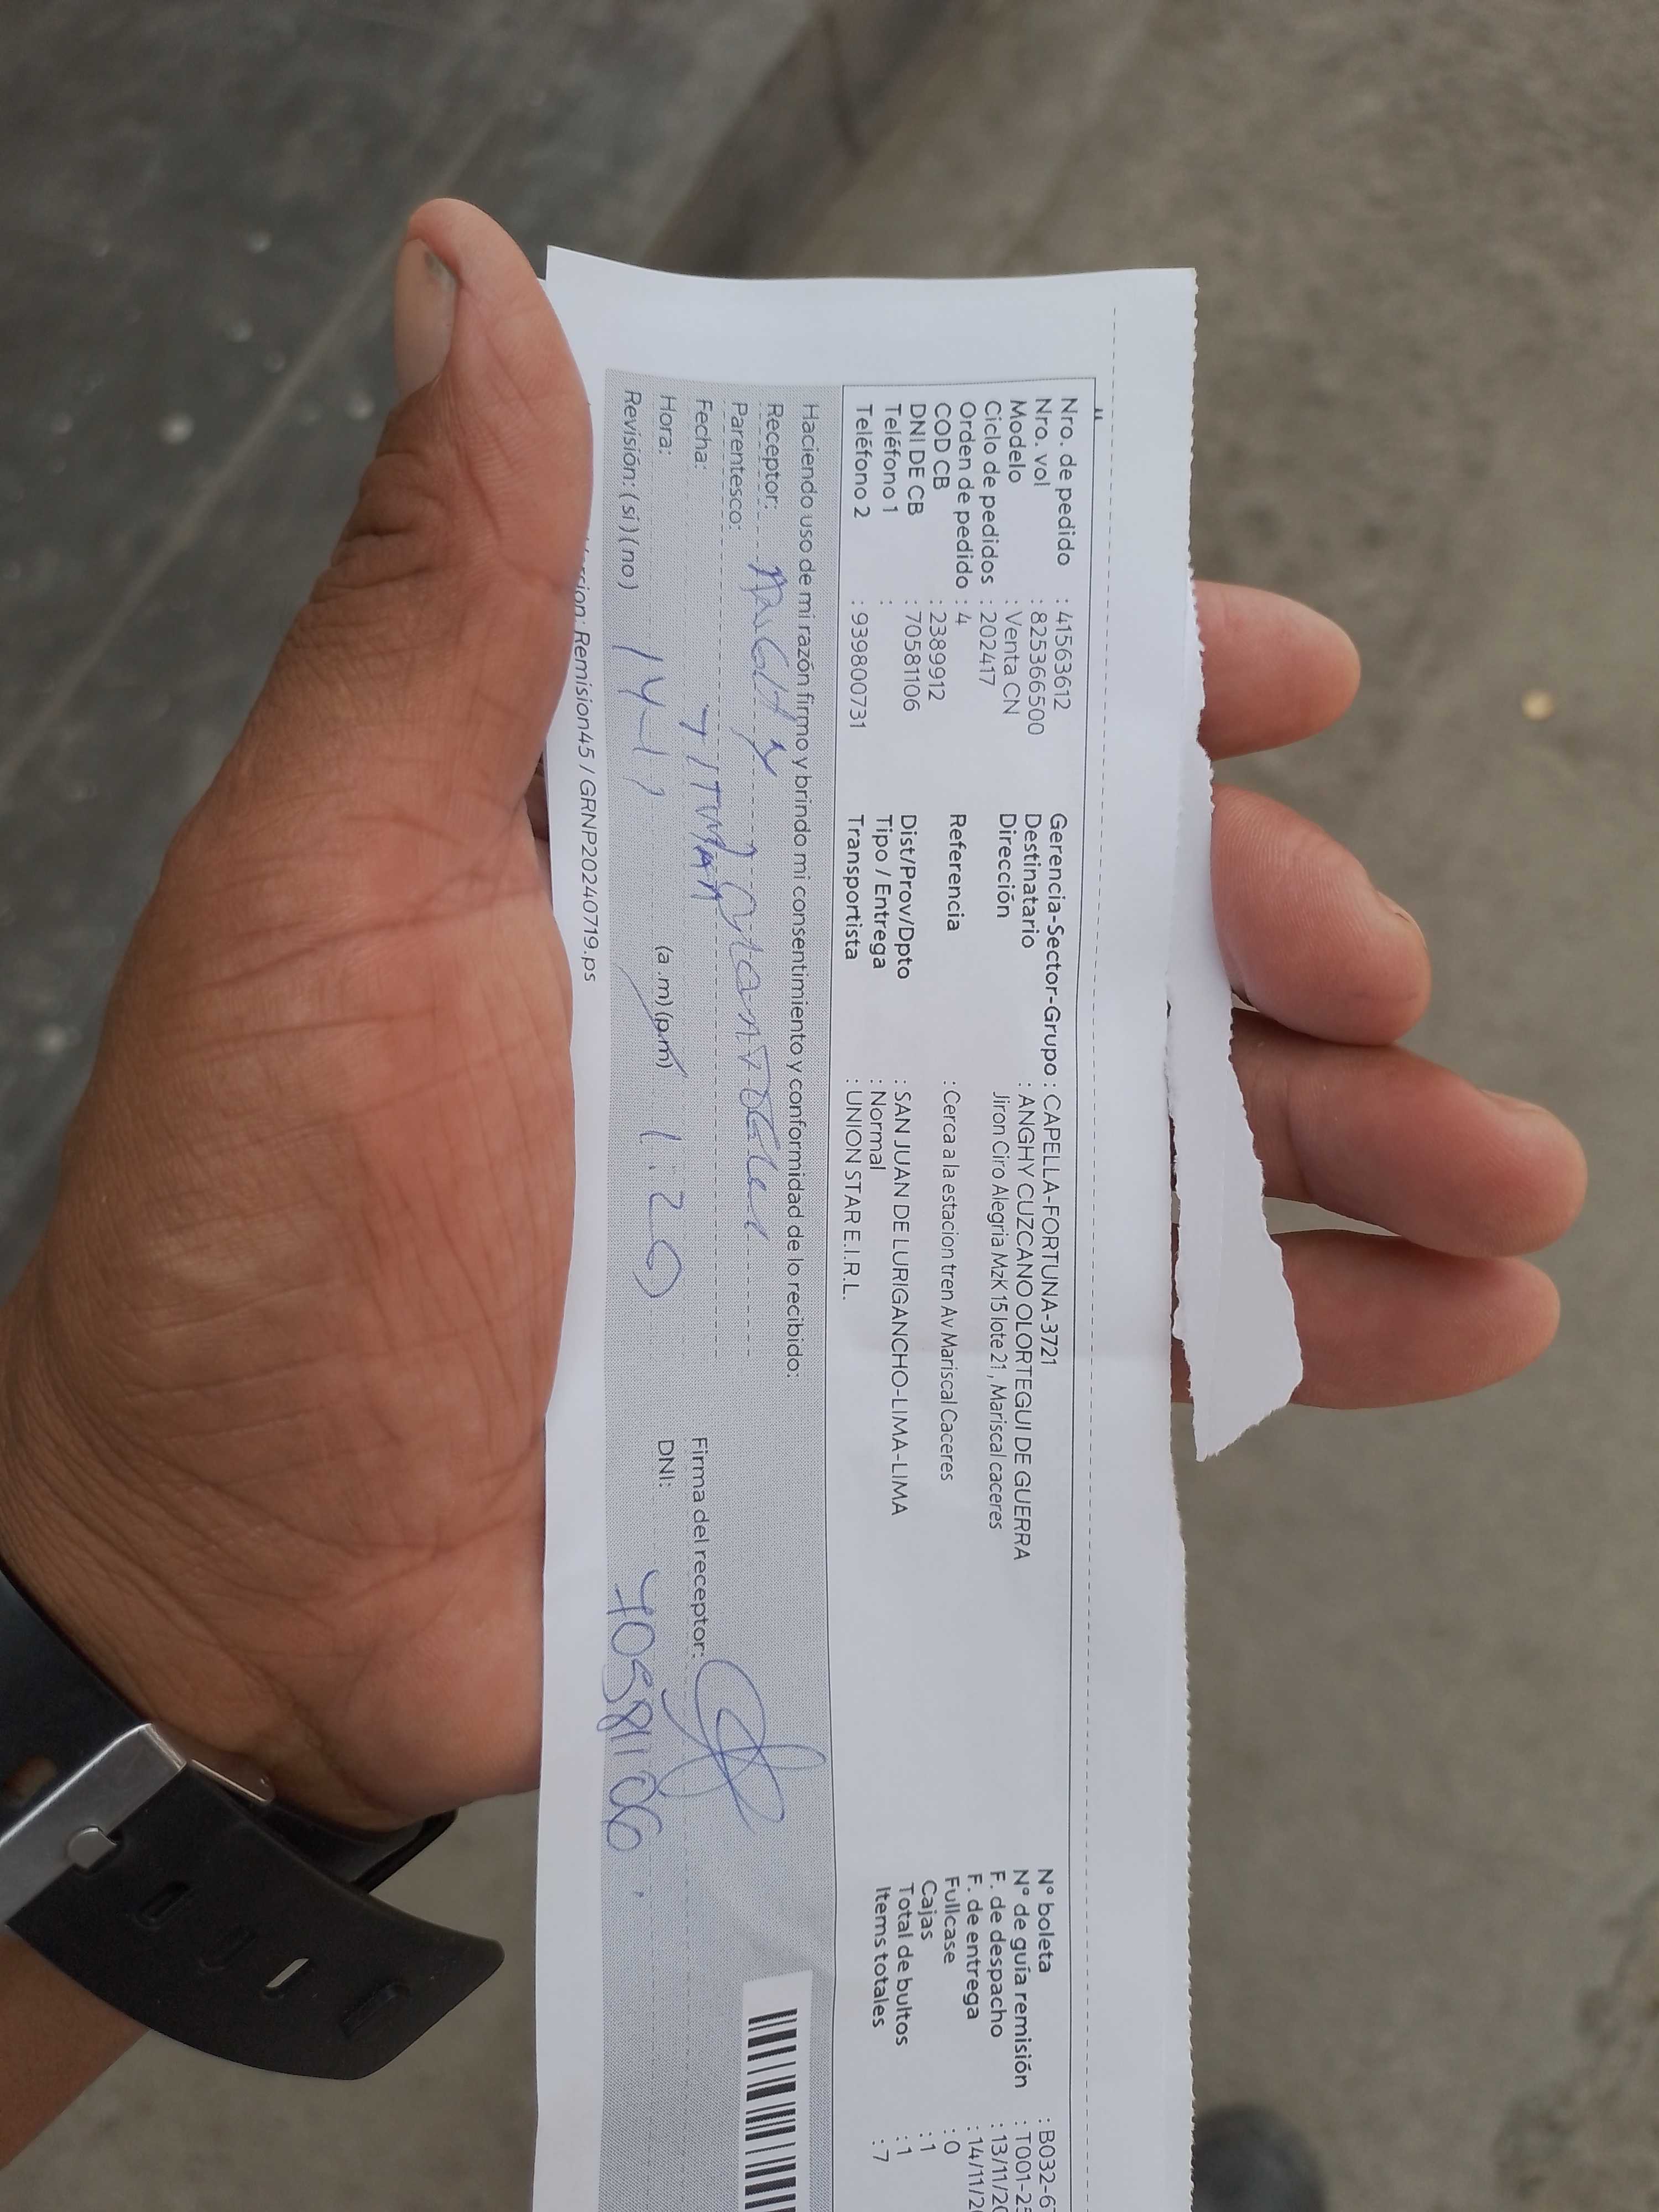 Nro. de pedido : 41563612
Nro. vol : 825366500
Modelo : Venta CN
Ciclo de pedidos : 202417
Orden de pedido : 4
COD CB : 2389912
DNI DE CB : 70581106
Teléfono 1 :
Teléfono 2 : 939800731
Gerencia-Sector-Grupo : CAPELLA-FORTUNA-3721
Destinatario : ANGHY CUZCANO OLORTEGUI DE GUERRA
Dirección Jiron Ciro Alegria MzK 15 lote 21 , Mariscal caceres
Referencia : Cerca a la estacion tren Av Mariscal Caceres
Dist/Prov/Dpto : SAN JUAN DE LURIGANCHO-LIMA-LIMA
Tipo / Entrega : Normal
Transportista : UNION STAR E.I.R.L.
N° boleta : B032-6
N° de guía remisión : T001-2
F. de despacho : 13/11/20
F. de entrega : 14/11/2
Fullcase : 0
Cajas : 1
Total de bultos : 1
Items totales : 7
Haciendo uso de mi razón firmo y brindo mi consentimiento y conformidad de lo recibido:
Receptor:
Parentesco: TITULAR
Fecha:
Hora: 14-11 (a.m) (p.m) 1:20
Revisión: (sí) (no)
Firma del receptor:
DNI: 70581106
Remision45 / GRNP20240719.ps